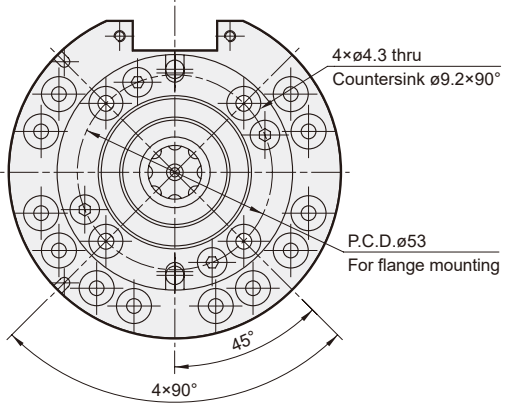 4×ø4.3 thru
Countersink ø9.2×90°
P.C.D.ø53
For flange mounting
45°
4×90°